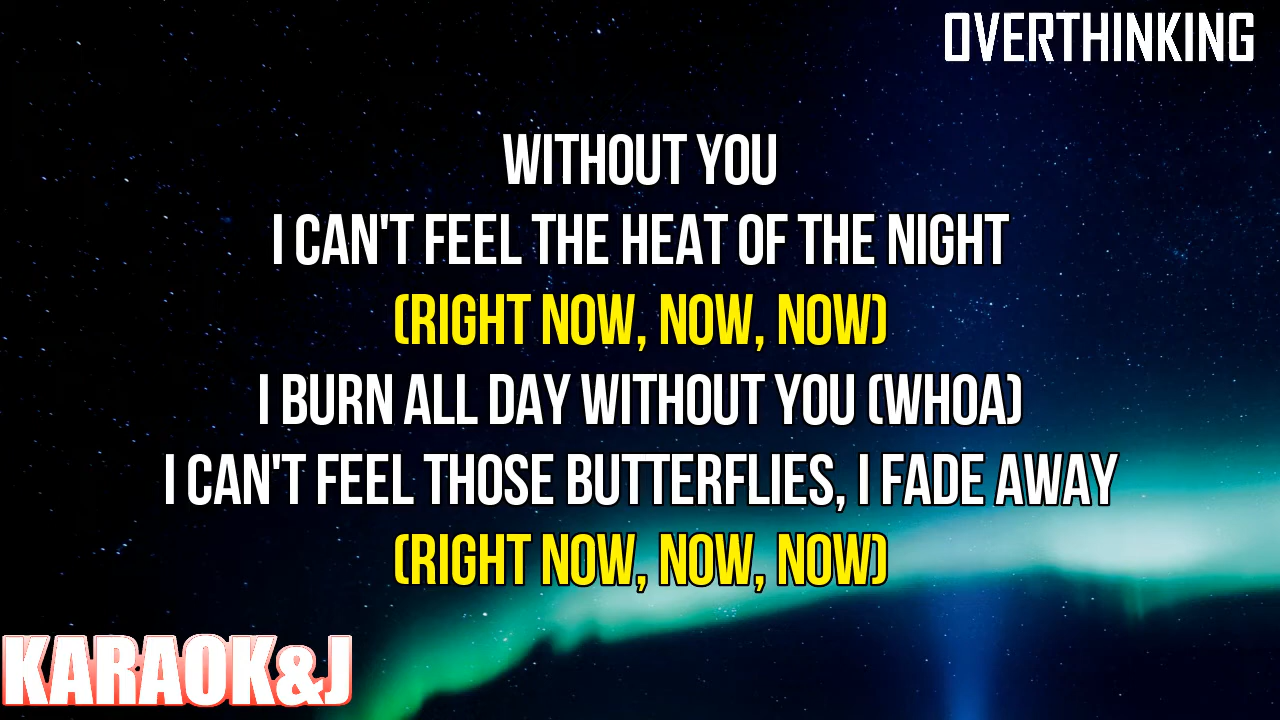 OVERTHINKING
WITHOUT YOU
I CAN'T FEEL THE HEAT OF THE NIGHT
(RIGHT NOW, NOW, NOW)
I BURN ALL DAY WITHOUT YOU (WHOA)
I CAN'T FEEL THOSE BUTTERFLIES, I FADE AWAY
(RIGHT NOW, NOW, NOW)
KARAOK&J